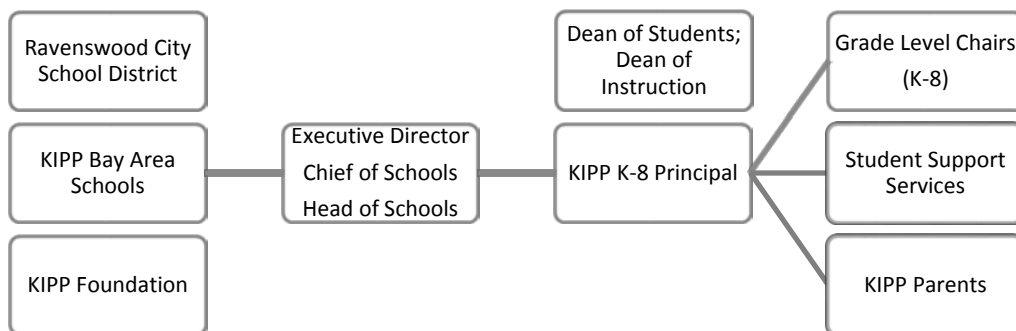 Ravenswood City
School District
KIPP Bay Area
Schools
KIPP Foundation
Executive Director
Chief of Schools
Head of Schools
Dean of Students;
Dean of
Instruction
KIPP K-8 Principal
Grade Level Chairs
(K-8)
Student Support
Services
KIPP Parents